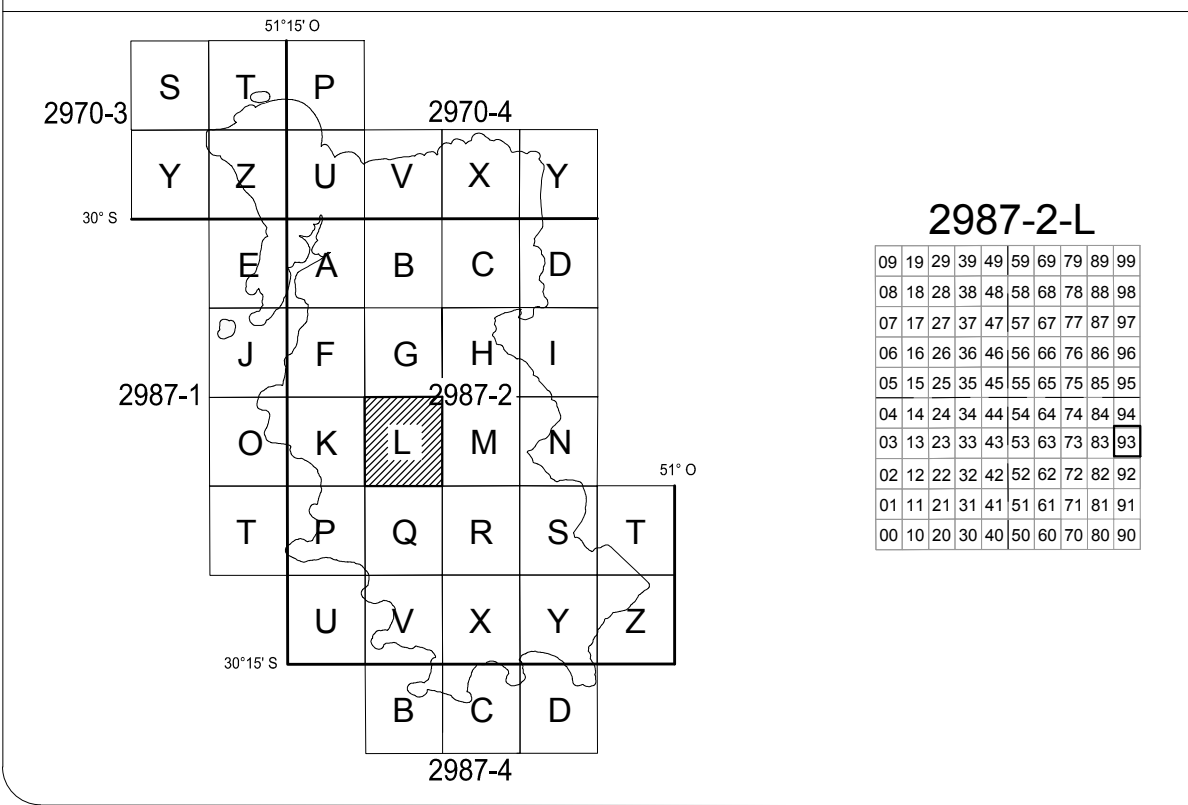 51°15' O
S T P
2970-3 2970-4
Y Z U V X Y
30° S
E A B C D
J F G H I
2987-1 2987-2
O K L M N
51° O
T P Q R S T
U V X Y Z
30°15' S
B C D
2987-4
2987-2-L
09 19 29 39 49 59 69 79 89 99
08 18 28 38 48 58 68 78 88 98
07 17 27 37 47 57 67 77 87 97
06 16 26 36 46 56 66 76 86 96
05 15 25 35 45 55 65 75 85 95
04 14 24 34 44 54 64 74 84 94
03 13 23 33 43 53 63 73 83 93
02 12 22 32 42 52 62 72 82 92
01 11 21 31 41 51 61 71 81 91
00 10 20 30 40 50 60 70 80 90